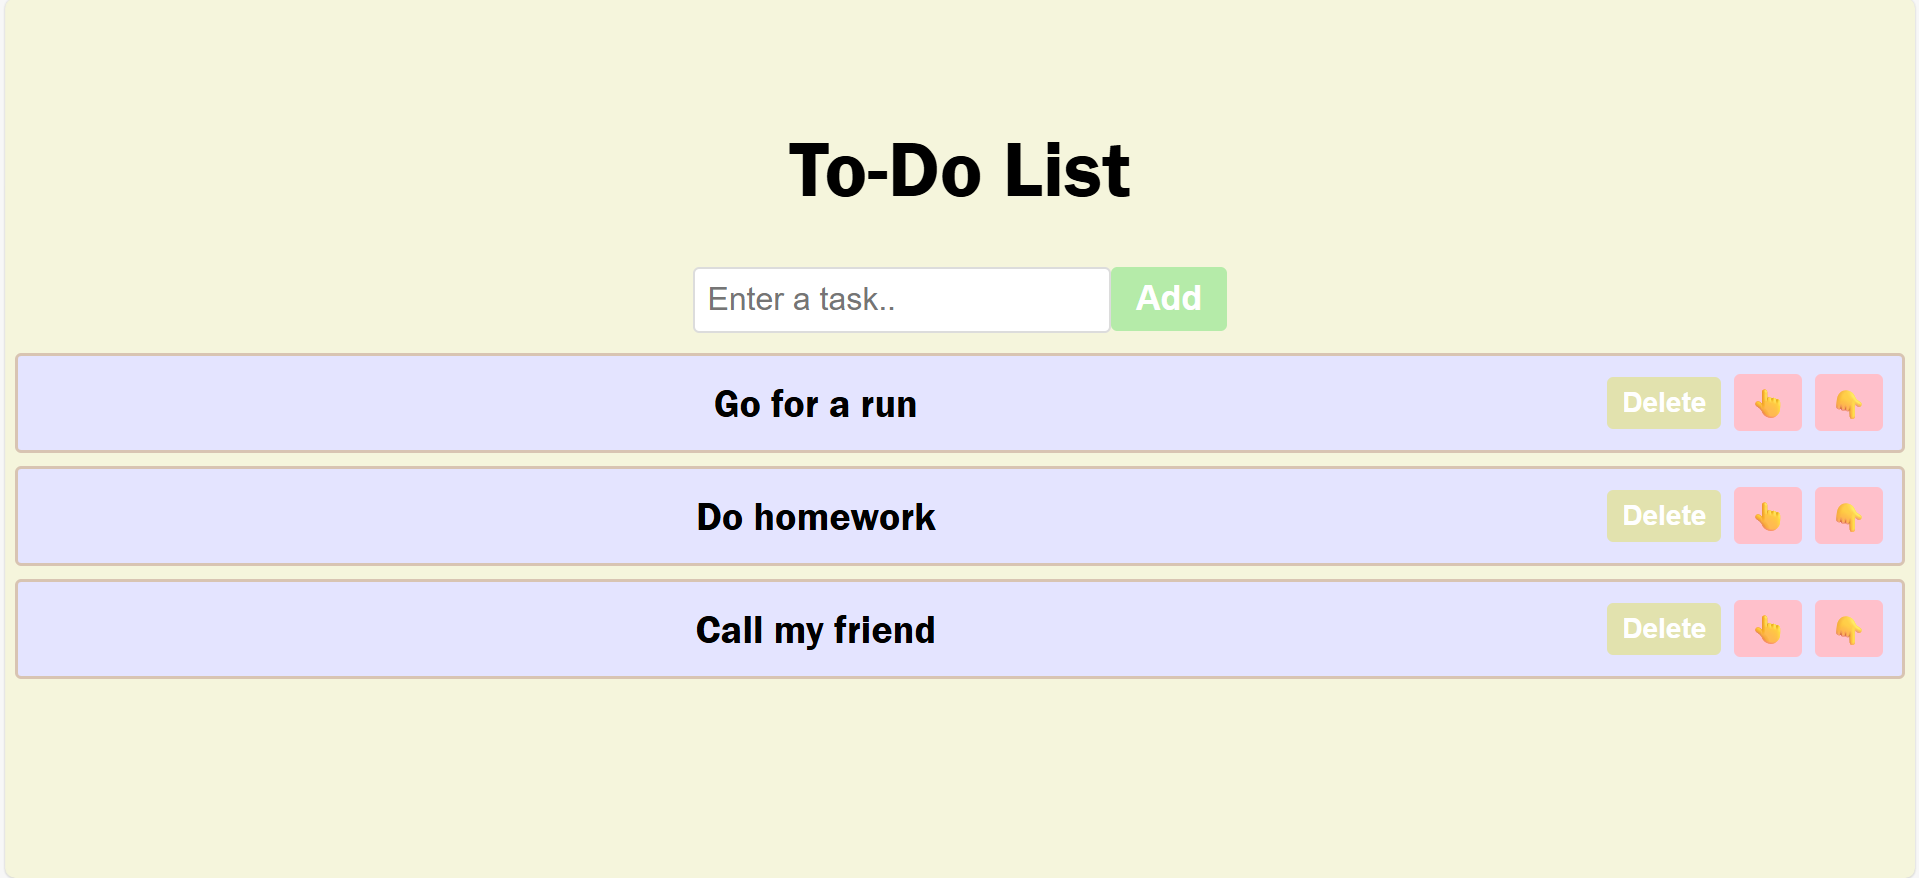 To-Do List
Enter a task.. Add
Go for a run Delete 👆 👇
Do homework Delete 👆 👇
Call my friend Delete 👆 👇